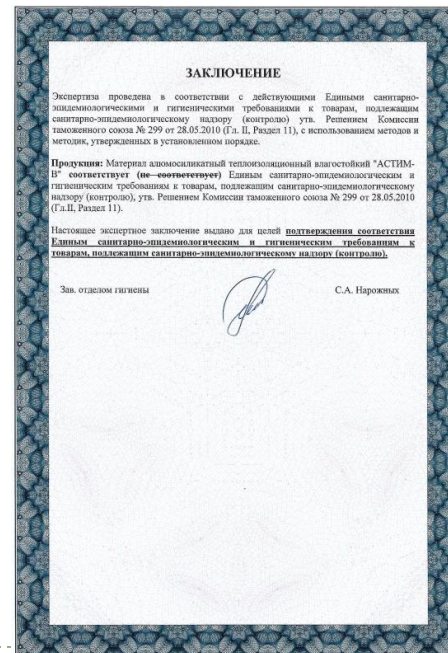 ЗАКЛЮЧЕНИЕ
Экспертиза проведена в соответствии с действующими Едиными санитарно-
эпидемиологическими и гигиеническими требованиями к товарам, подлежащим
санитарно-эпидемиологическому надзору (контролю) утв. Решением Комиссии
таможенного союза № 299 от 28.05.2010 (Гл. II, Раздел 11), с использованием методов и
методик, утвержденных в установленном порядке.
Продукция: Материал алюмосиликатный теплоизоляционный влагостойкий "АСТИМ-
В" соответствует (не соответствует) Единым санитарно-эпидемиологическим и
гигиеническим требованиям к товарам, подлежащим санитарно-эпидемиологическому
надзору (контролю), утв. Решением Комиссии таможенного союза № 299 от 28.05.2010
(Гл.II, Раздел 11).
Настоящее экспертное заключение выдано для целей подтверждения соответствия
Единым санитарно-эпидемиологическим и гигиеническим требованиям к
товарам, подлежащим санитарно-эпидемиологическому надзору (контролю).
Зав. отделом гигиены С.А. Нарожных